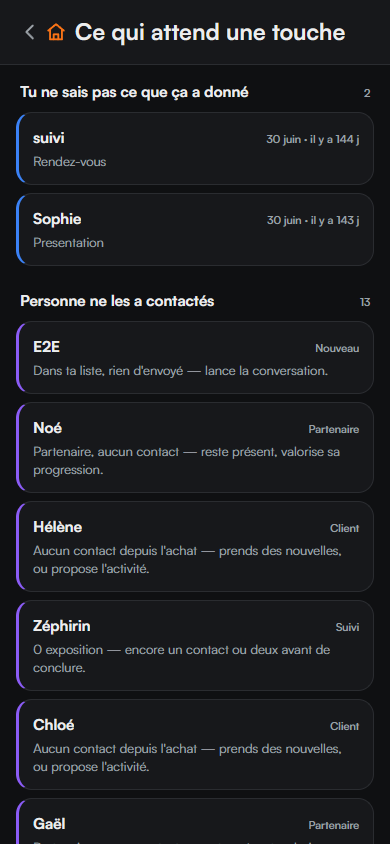 Ce qui attend une touche
Tu ne sais pas ce que ça a donné 2
suivi 30 juin · il y a 144 j
Rendez-vous
Sophie 30 juin · il y a 143 j
Presentation
Personne ne les a contactés 13
E2E Nouveau
Dans ta liste, rien d'envoyé — lance la conversation.
Noé Partenaire
Partenaire, aucun contact — reste présent, valorise sa
progression.
Hélène Client
Aucun contact depuis l'achat — prends des nouvelles,
ou propose l'activité.
Zéphirin Suivi
0 exposition — encore un contact ou deux avant de
conclure.
Chloé Client
Aucun contact depuis l'achat — prends des nouvelles,
ou propose l'activité.
Gaël Partenaire